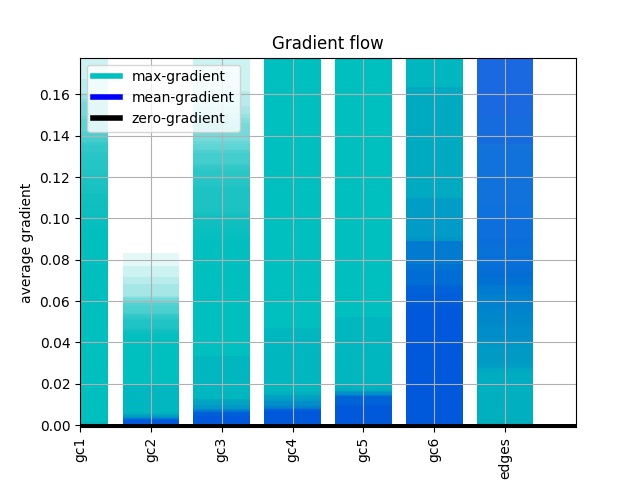 Gradient flow
max-gradient
mean-gradient
zero-gradient
average gradient
0.16
0.14
0.12
0.10
0.08
0.06
0.04
0.02
0.00
gc1
gc2
gc3
gc4
gc5
gc6
edges